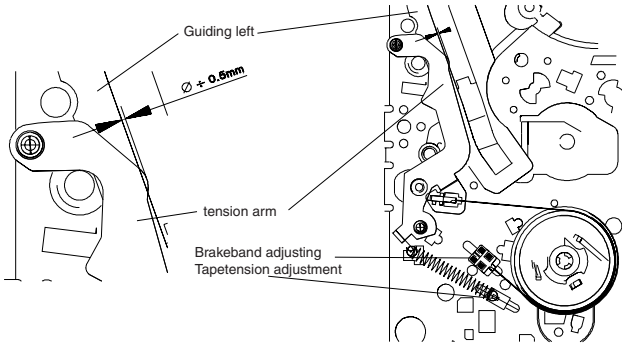 Guiding left
Ø ÷ 0.5mm
tension arm
Brakeband adjusting
Tapetension adjustment